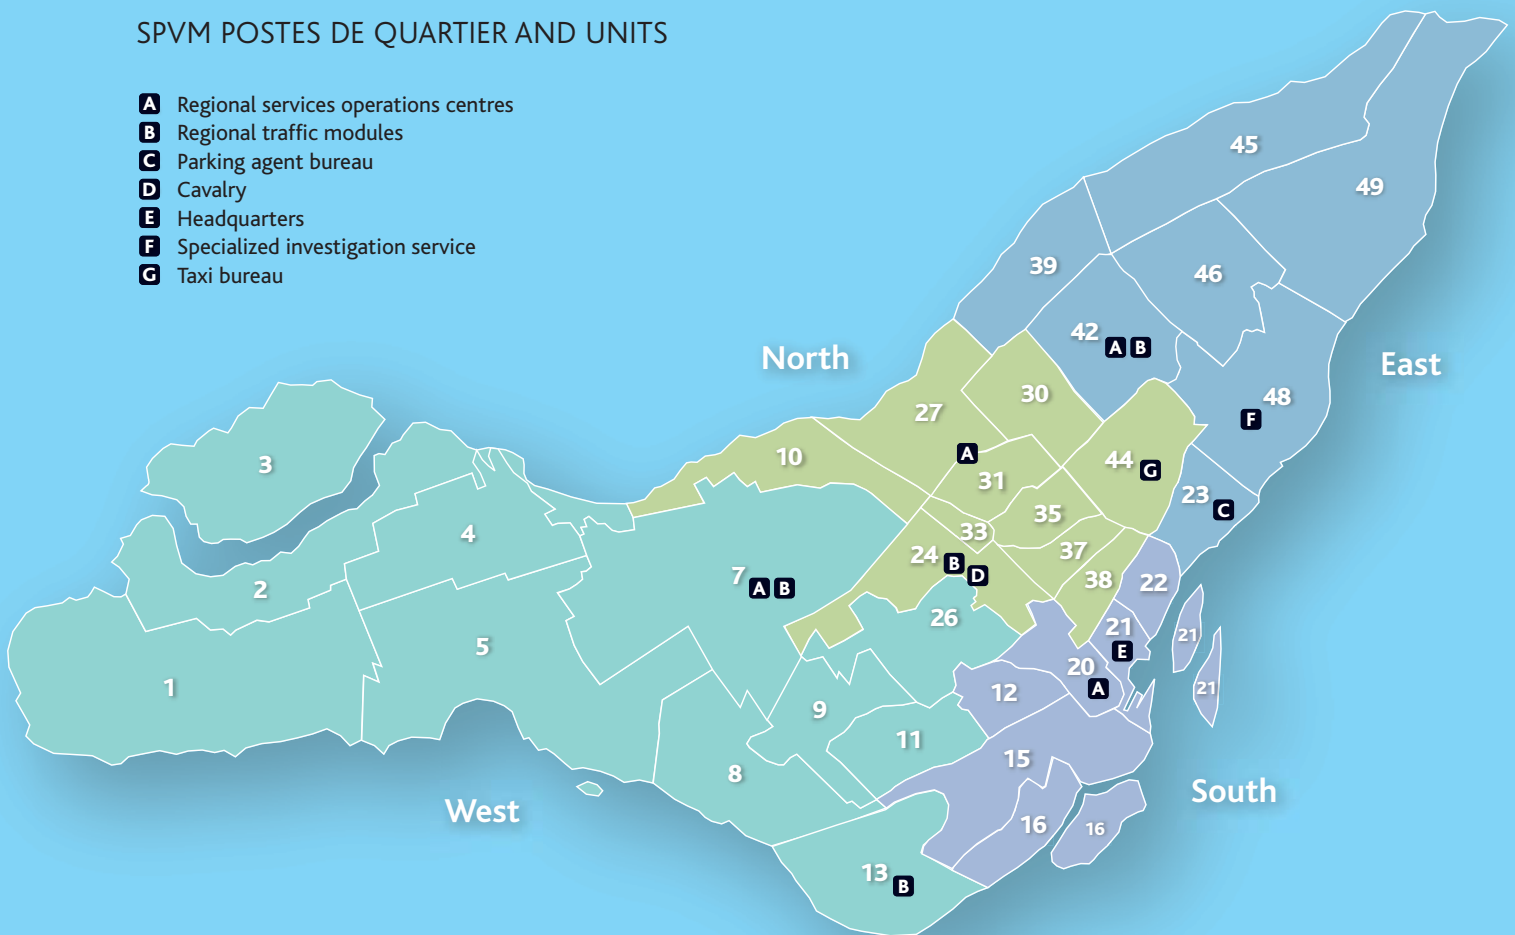 SPVM POSTES DE QUARTIER AND UNITS
A Regional services operations centres
B Regional traffic modules
C Parking agent bureau
D Cavalry
E Headquarters
F Specialized investigation service
G Taxi bureau
45
49
39
46
42 A B
North
East
30
48
F
27
10
A
44 G
3
31
23 C
4
35
33
24 B D
37
7 A B
38
22
2
26
21
E
21
5
20
A
1
12
21
9
11
15
8
West
South
16
16
13 B